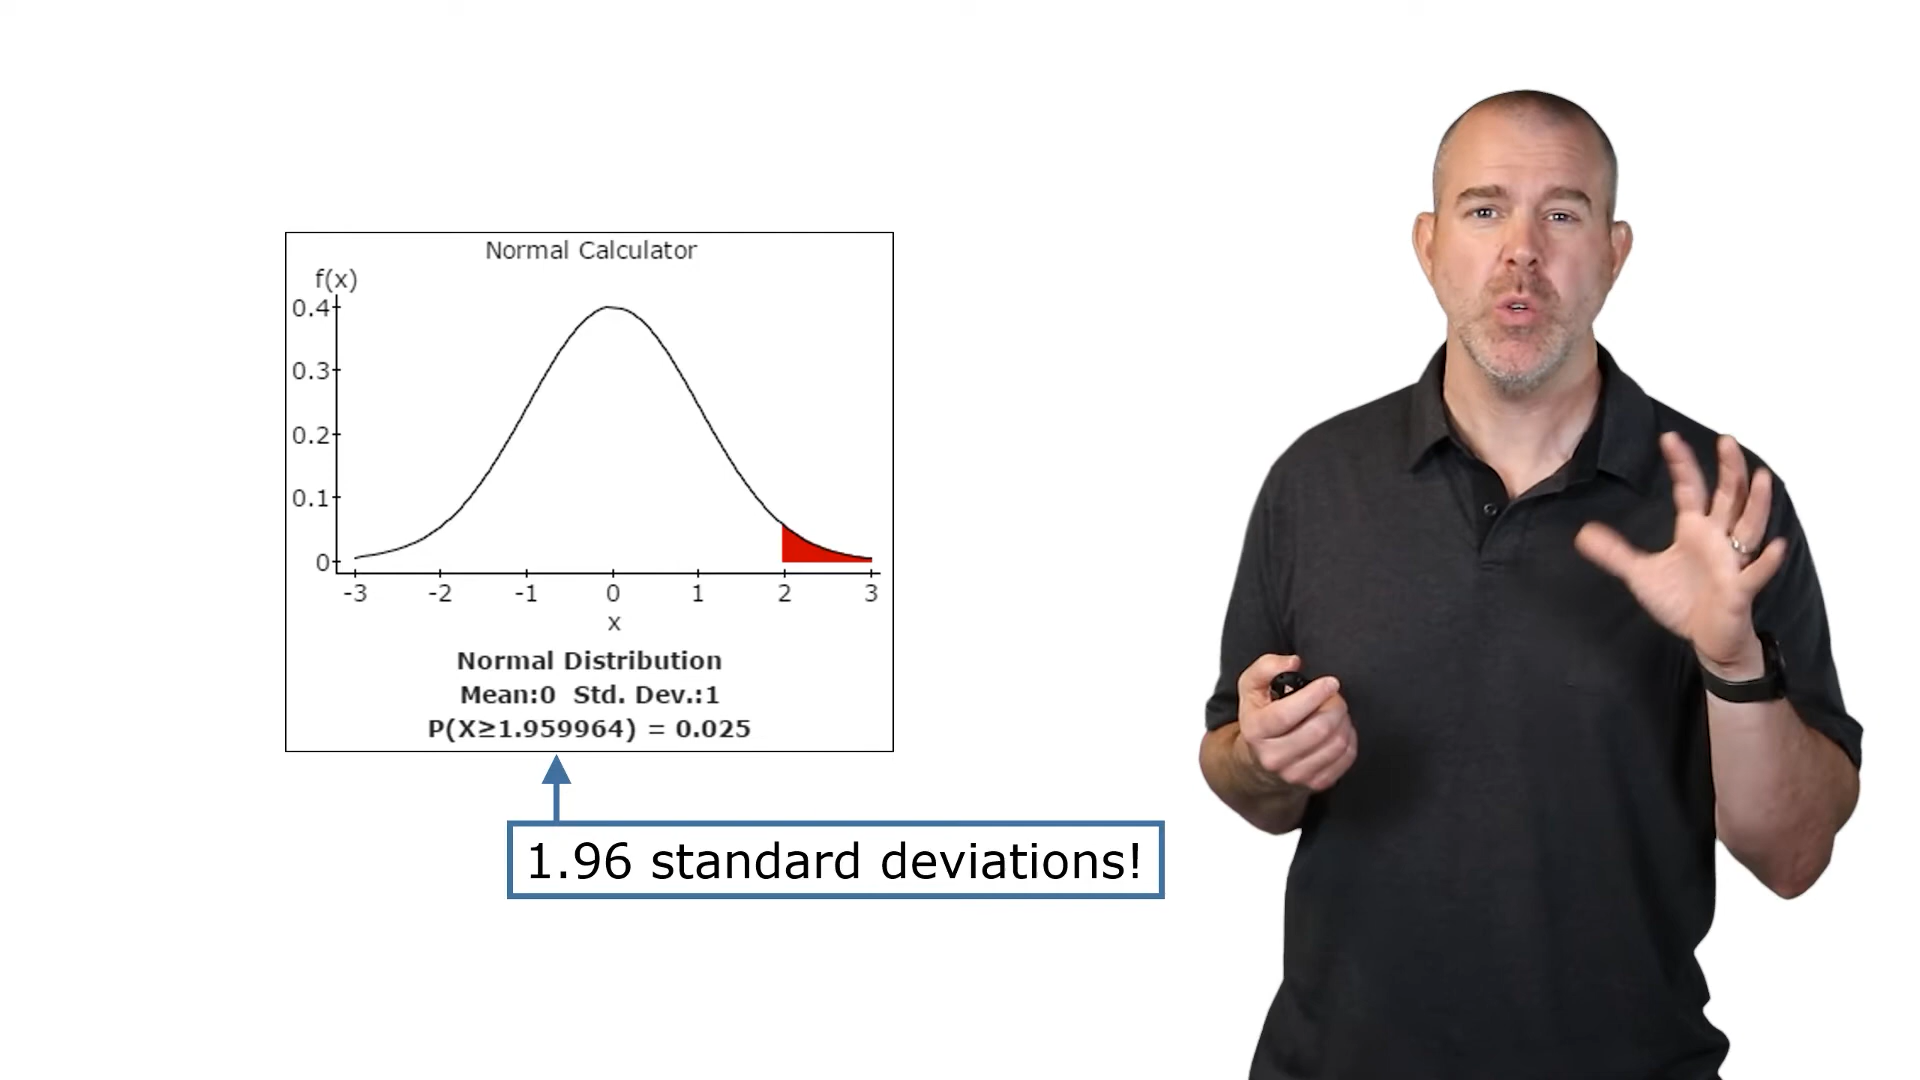 Normal Calculator
f(x)
0.4
0.3
0.2
0.1
0
-3 -2 -1 0 1 2 3
x
Normal Distribution
Mean:0 Std. Dev.:1
P(X≥1.959964) = 0.025
1.96 standard deviations!